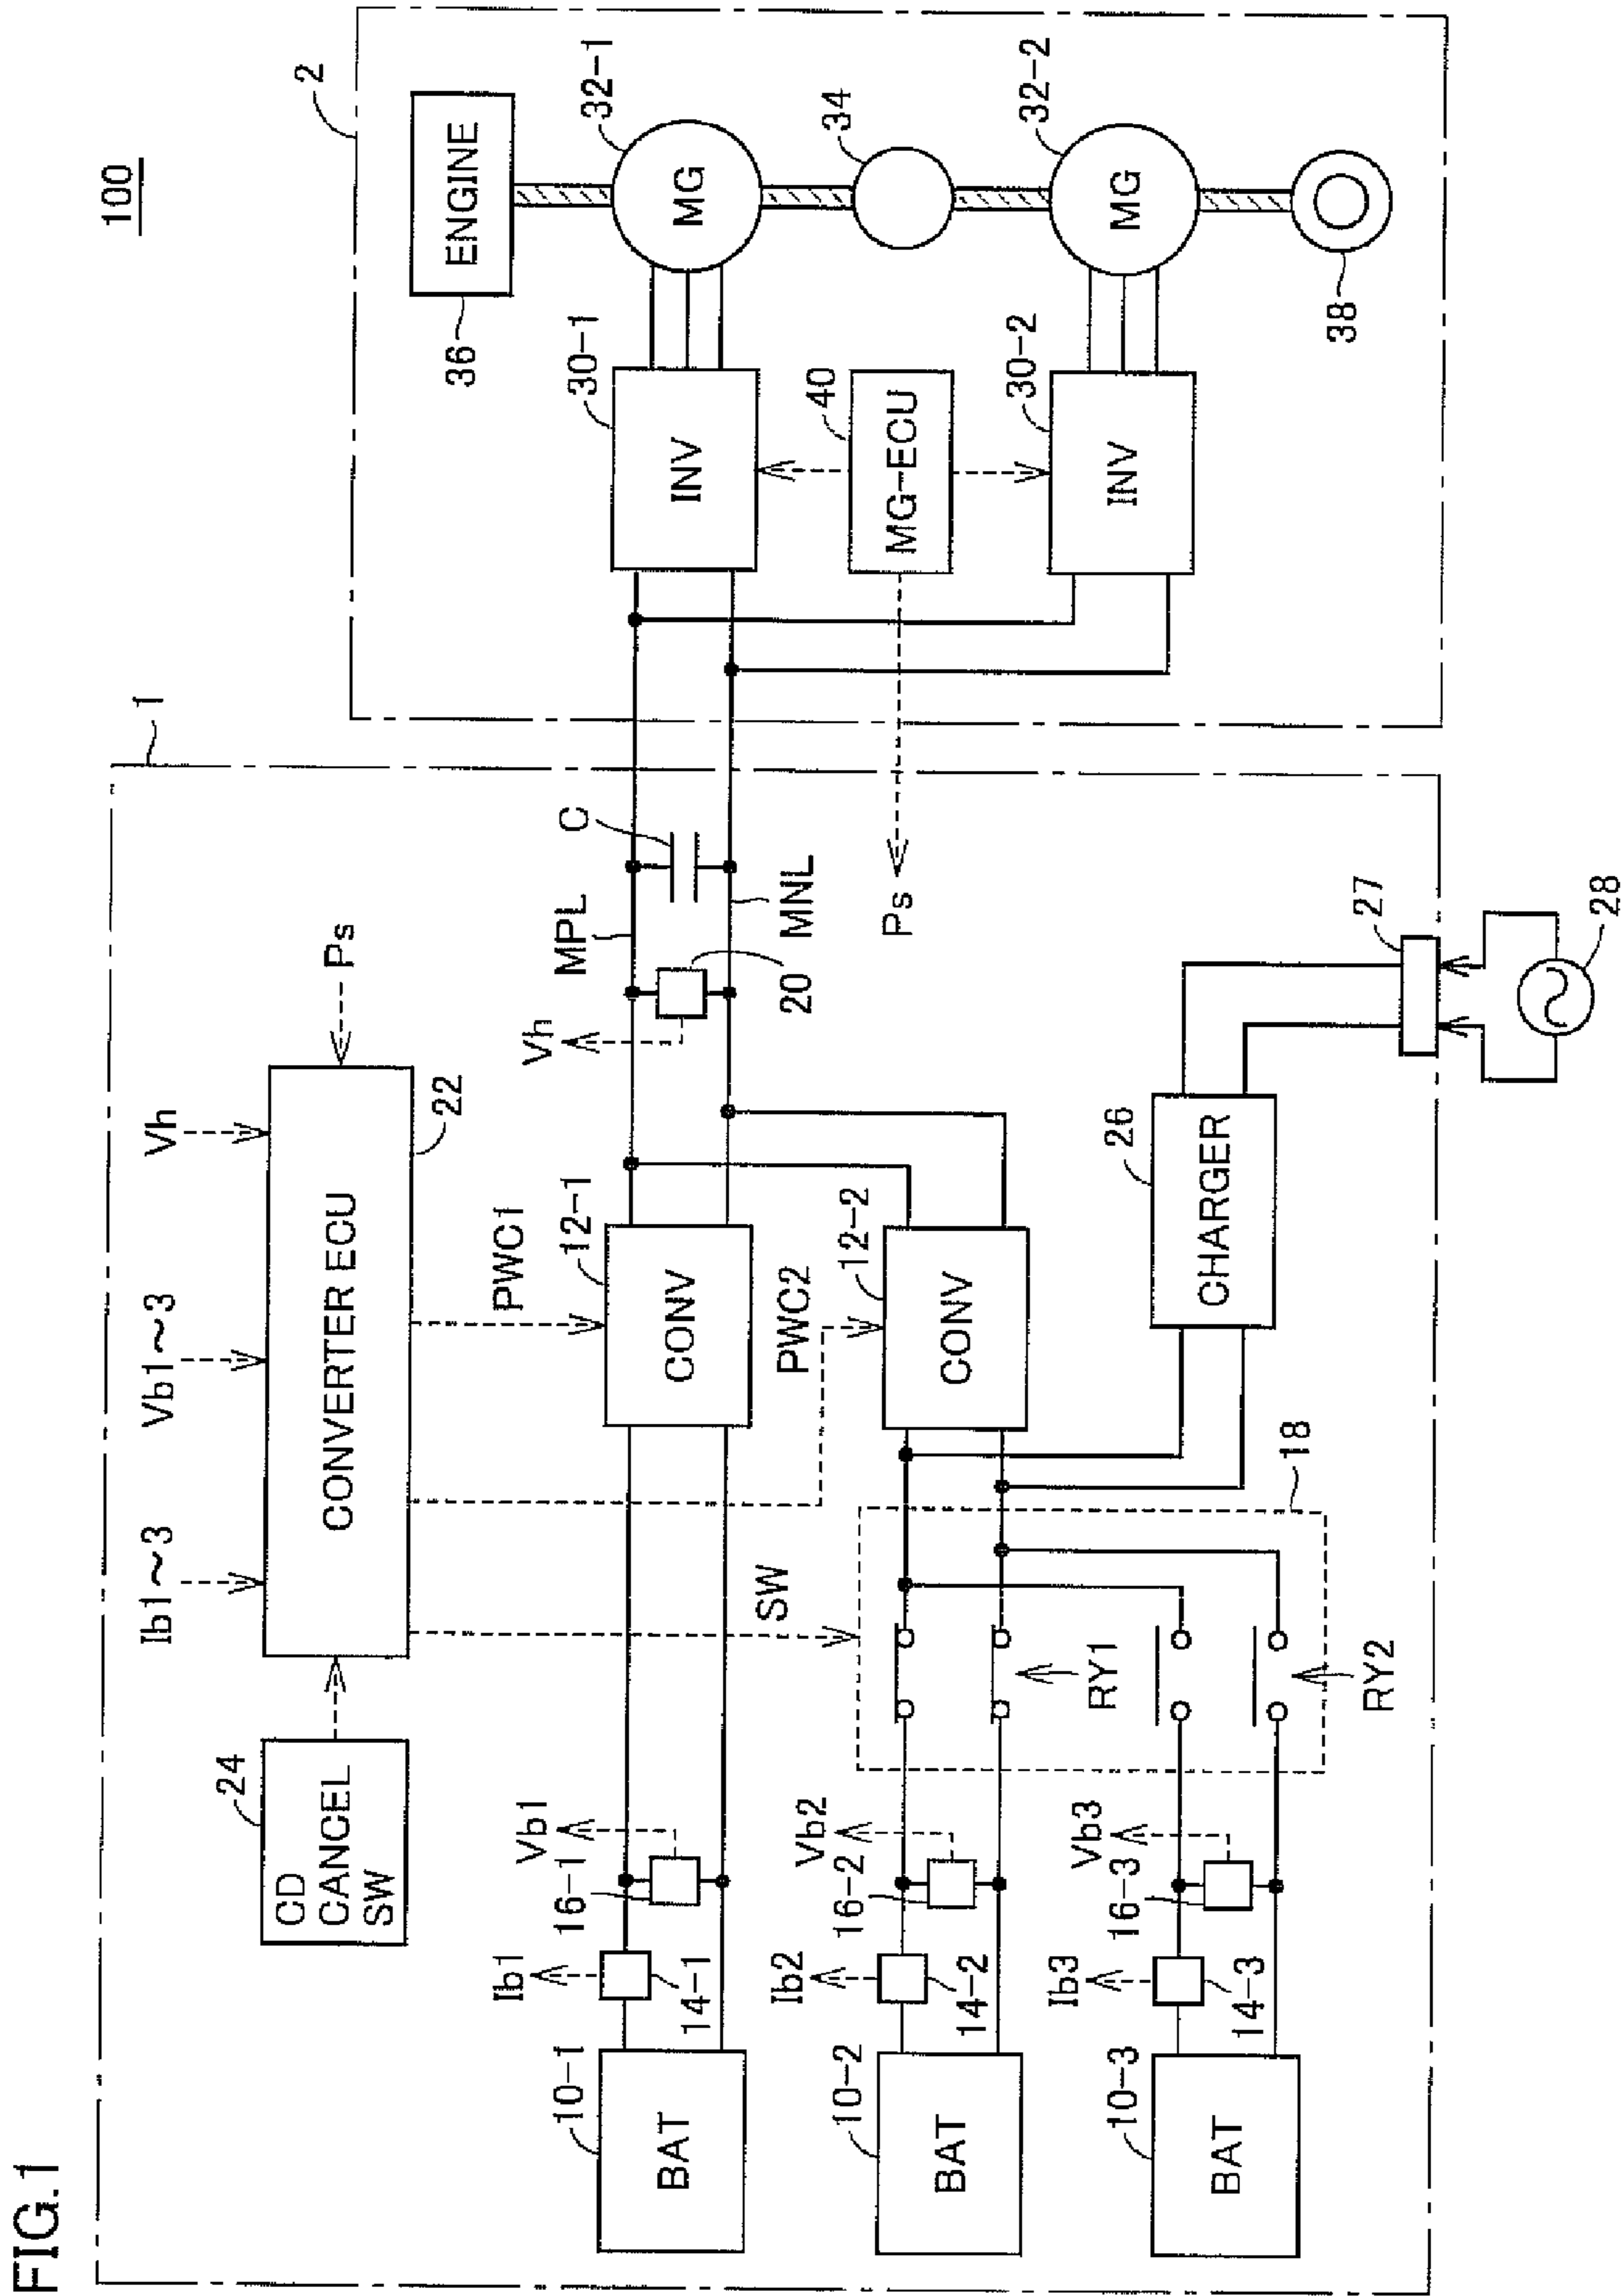 FIG.1
100
1
2
Ib1~3
Vb1~3
Vh
Ps
24
CD
CANCEL
SW
CONVERTER ECU
22
SW
PWC2
PWC1
Ib1
Vb1
16-1
14-1
10-1
BAT
12-1
CONV
Vh
20
MPL
MNL
C
30-1
INV
36
ENGINE
32-1
MG
34
40
MG-ECU
Ps
Ib2
Vb2
16-2
14-2
10-2
BAT
RY1
12-2
CONV
30-2
INV
32-2
MG
38
Ib3
Vb3
16-3
14-3
10-3
BAT
RY2
18
26
CHARGER
27
28